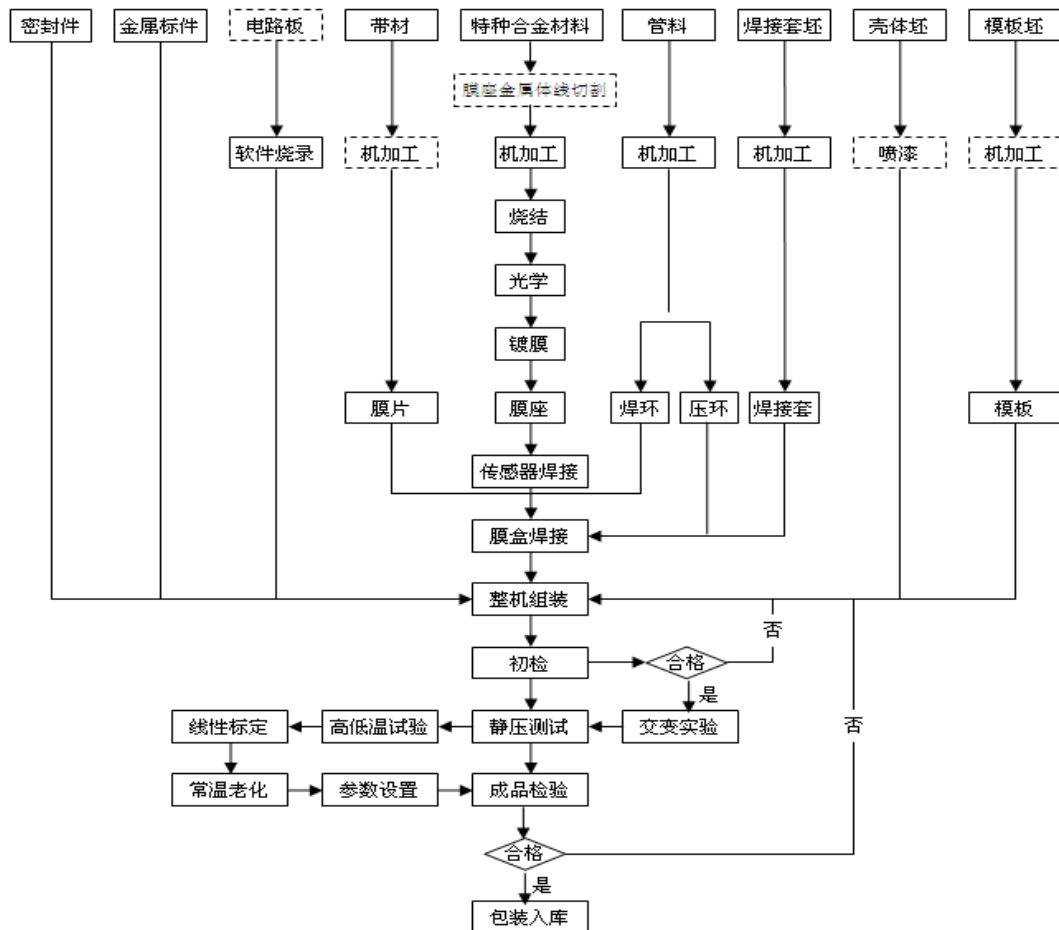 密封件
金属标件
电路板
带材
特种合金材料
管料
焊接套坯
壳体坯
模板坯
膜座金属体线切割
软件烧录
机加工
机加工
机加工
机加工
喷漆
机加工
烧结
光学
镀膜
膜片
膜座
焊环
压环
焊接套
模板
传感器焊接
膜盒焊接
整机组装
否
初检
合格
是
线性标定
高低温试验
静压测试
交变实验
否
常温老化
参数设置
成品检验
合格
是
包装入库